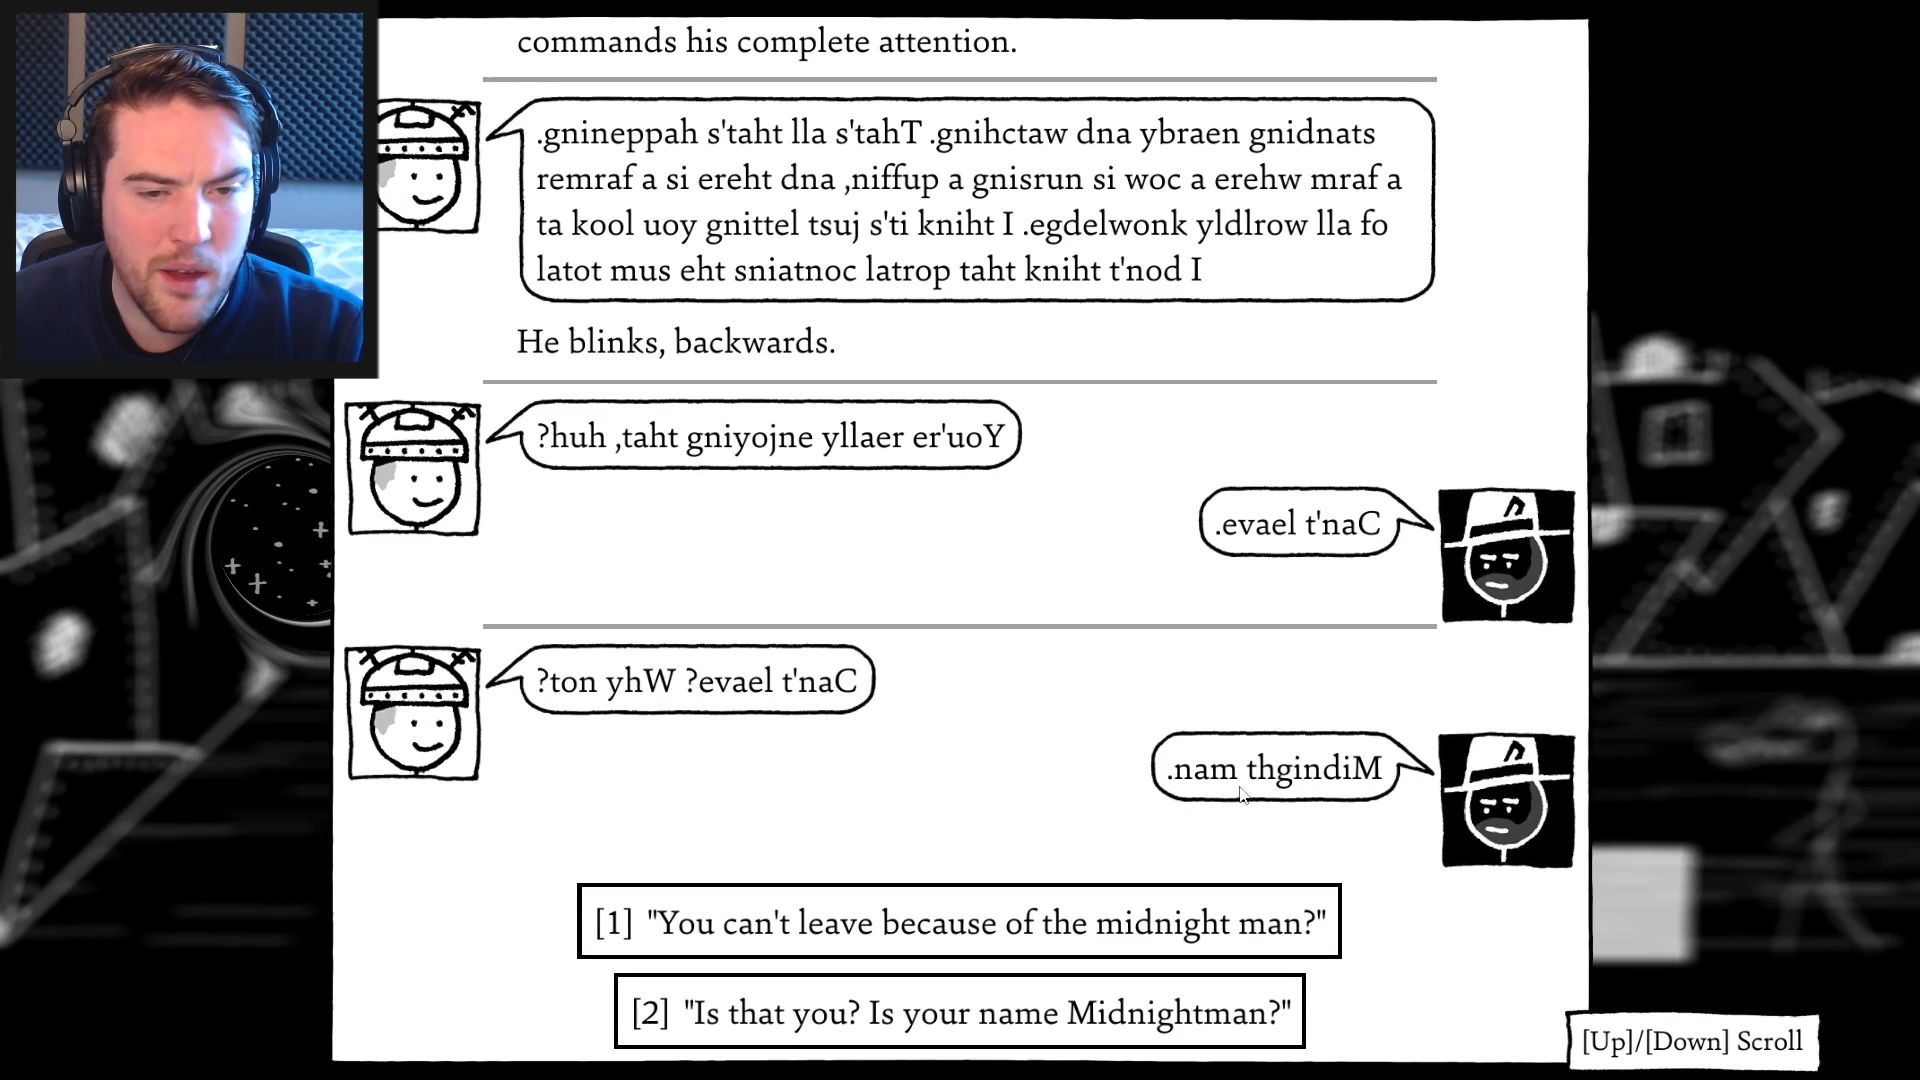 commands his complete attention.
.gnineppah s'taht lla s'tahT .gnihctaw dna ybraen gnidnats
remraf a si ereht dna ,niffup a gnisrun si woc a erehw mraf a
ta kool uoy gnittel tsuj s'ti kniht I .egdelwonk yldlrow lla fo
latot mus eht sniatnoc latrop taht kniht t'nod I
He blinks, backwards.
?huh ,taht gniyojne yllaer er'uoY
.evael t'naC
?ton yhW ?evael t'naC
.nam thgindiM
[1] "You can't leave because of the midnight man?"
[2] "Is that you? Is your name Midnightman?"
[Up]/[Down] Scroll